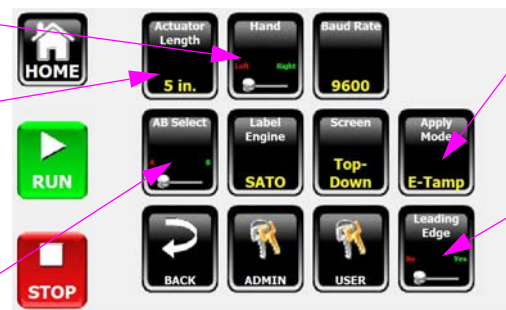 HOME
Actuator
Length
5 in.
Hand
Left Right
Baud Rate
9600
RUN
AB Select
A B
Label
Engine
SATO
Screen
Top-
Down
Apply
Mode
E-Tamp
STOP
BACK
ADMIN
USER
Leading
Edge
No Yes